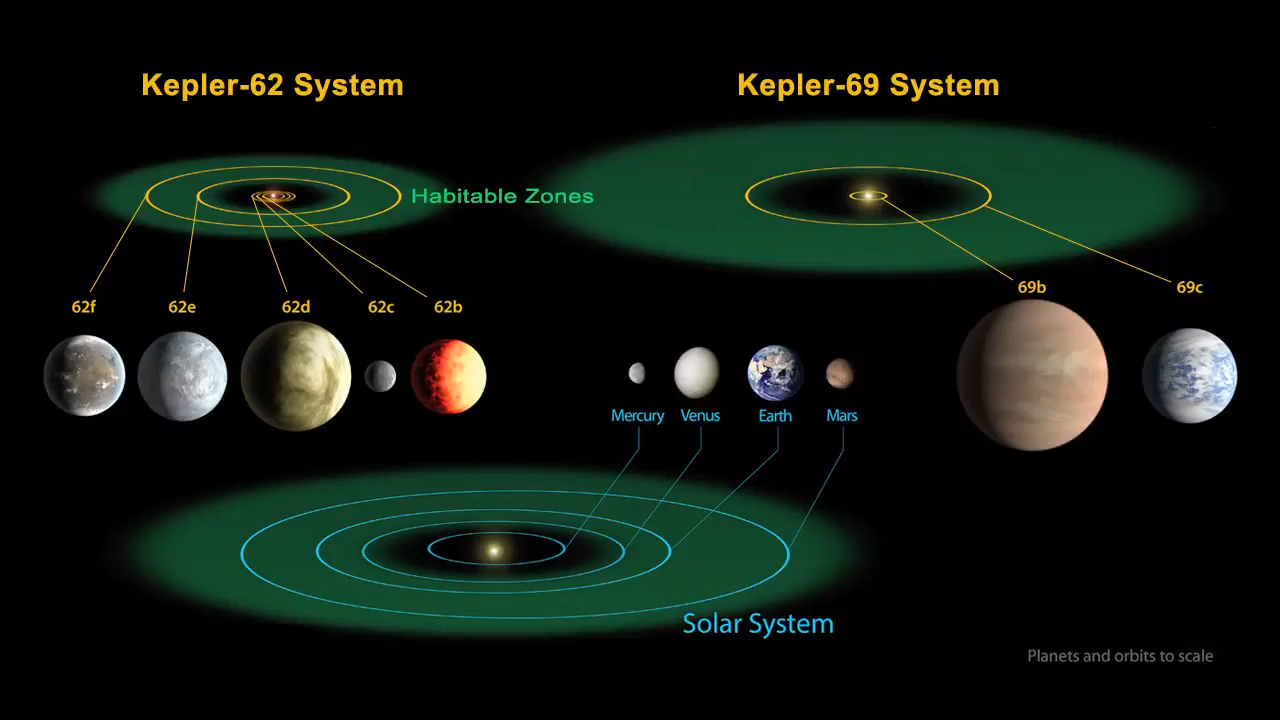 Kepler-62 System
Kepler-69 System
Habitable Zones
62f
62e
62d
62c
62b
69b
69c
Mercury
Venus
Earth
Mars
Solar System
Planets and orbits to scale